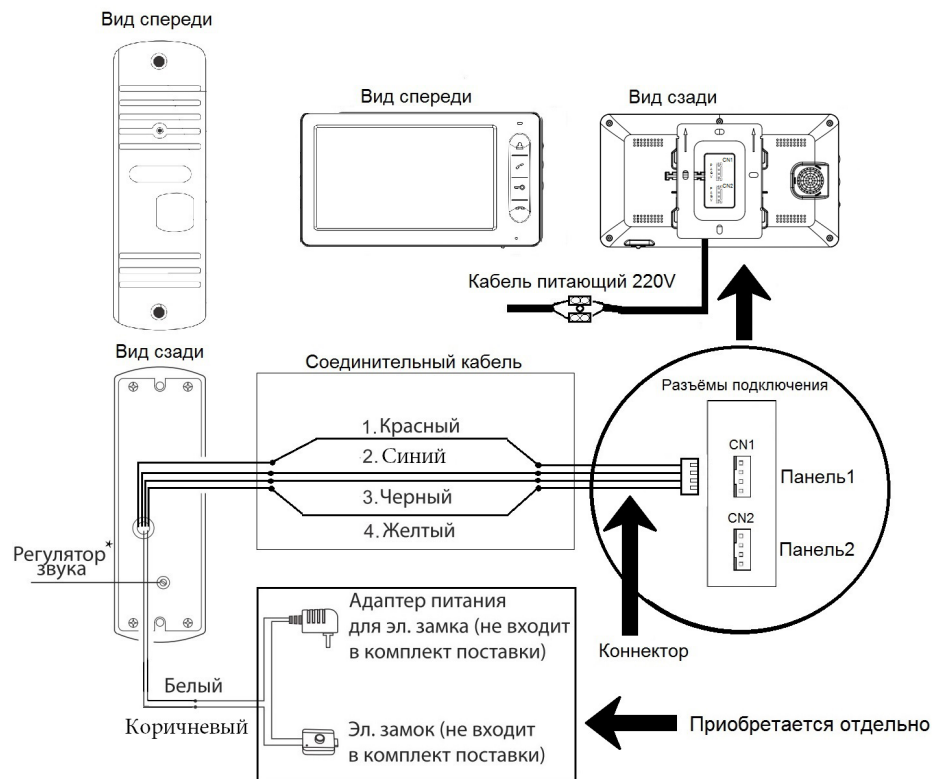 Вид спереди
Вид спереди
Вид сзади
CN1
CN2
Кабель питающий 220V
Вид сзади
Соединительный кабель
Разъёмы подключения
1. Красный
2. Синий
3. Черный
4. Желтый
CN1
Панель1
CN2
Панель2
Регулятор*
звука
Коннектор
Адаптер питания
для эл. замка (не входит
в комплект поставки)
Белый
Коричневый
Эл. замок (не входит
в комплект поставки)
Приобретается отдельно